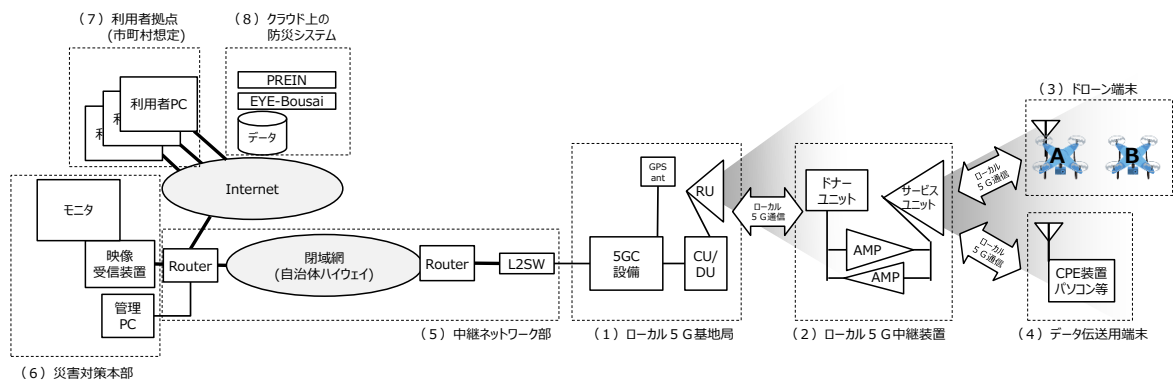 （７）利用者拠点
(市町村想定)
利用者PC
利
利
（８）クラウド上の
防災システム
PREIN
EYE-Bousai
データ
Internet
モニタ
映像
受信装置
管理
PC
（６）災害対策本部
Router
閉域網
(自治体ハイウェイ)
Router
L2SW
（５）中継ネットワーク部
GPS
ant
RU
5GC
設備
CU/
DU
（１）ローカル５Ｇ基地局
ローカル
５Ｇ通信
ドナー
ユニット
サービス
ユニット
AMP
AMP
（２）ローカル５Ｇ中継装置
ローカル
５Ｇ通信
ローカル
５Ｇ通信
（３）ドローン端末
A
B
CPE装置
パソコン等
（４）データ伝送用端末